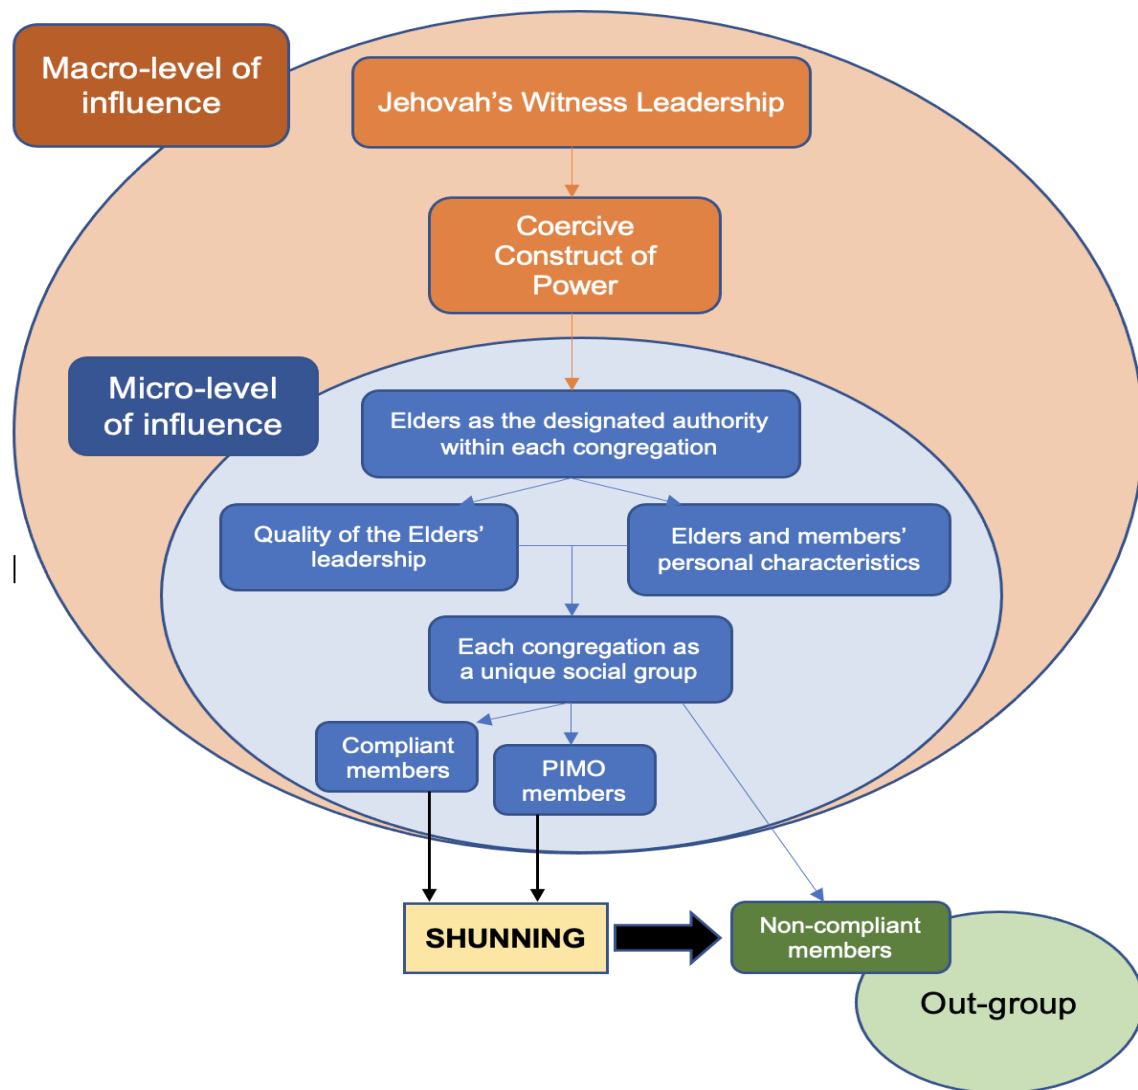 Macro-level of
influence
Jehovah's Witness Leadership
Coercive
Construct of
Power
Micro-level
of influence
Elders as the designated authority
within each congregation
Quality of the Elders'
leadership
Elders and members'
personal characteristics
Each congregation as
a unique social group
Compliant
members
PIMO
members
SHUNNING
Non-compliant
members
Out-group